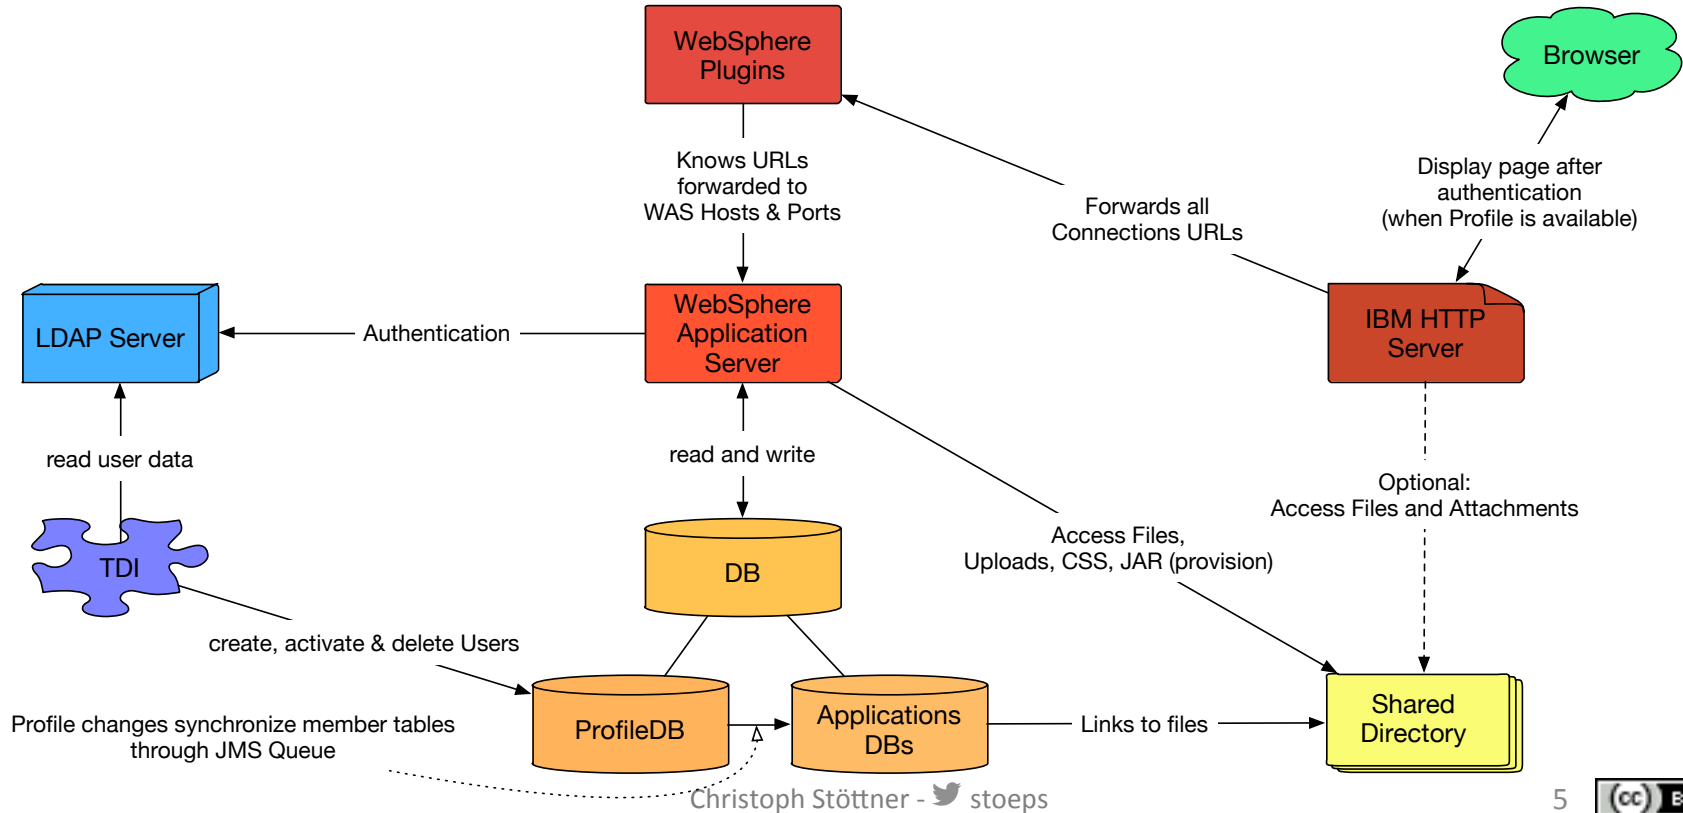 WebSphere
Plugins
Browser
Knows URLs
forwarded to
WAS Hosts & Ports
Forwards all
Connections URLs
Display page after
authentication
(when Profile is available)
LDAP Server
Authentication
WebSphere
Application
Server
IBM HTTP
Server
read user data
read and write
Optional:
Access Files and Attachments
TDI
DB
Access Files,
Uploads, CSS, JAR (provision)
create, activate & delete Users
Profile changes synchronize member tables
through JMS Queue
ProfileDB
Applications
DBs
Links to files
Shared
Directory
Christoph Stöttner - stoeps
5
(cc) B